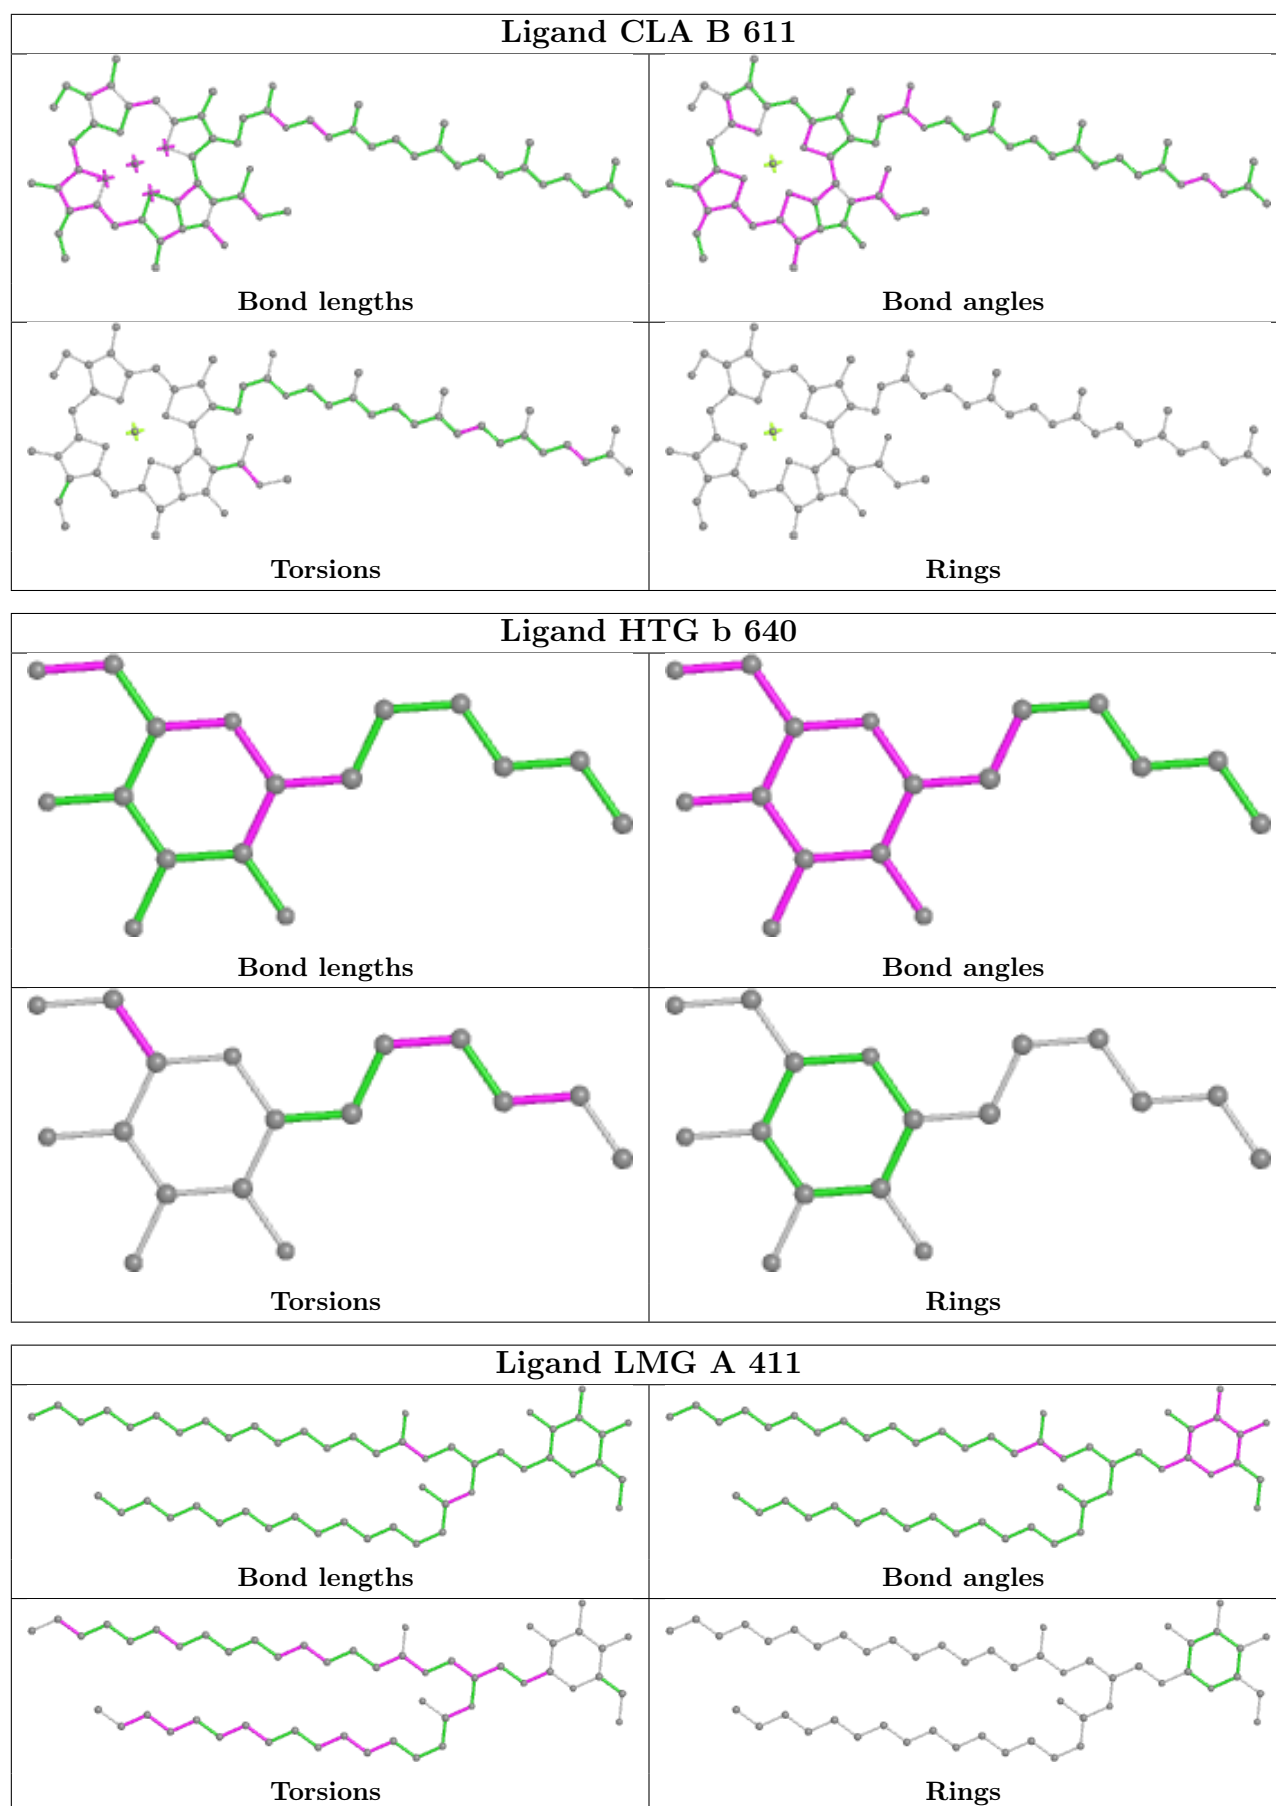 Ligand CLA B 611
Bond lengths
Bond angles
Torsions
Rings
Ligand HTG b 640
Bond lengths
Bond angles
Torsions
Rings
Ligand LMG A 411
Bond lengths
Bond angles
Torsions
Rings